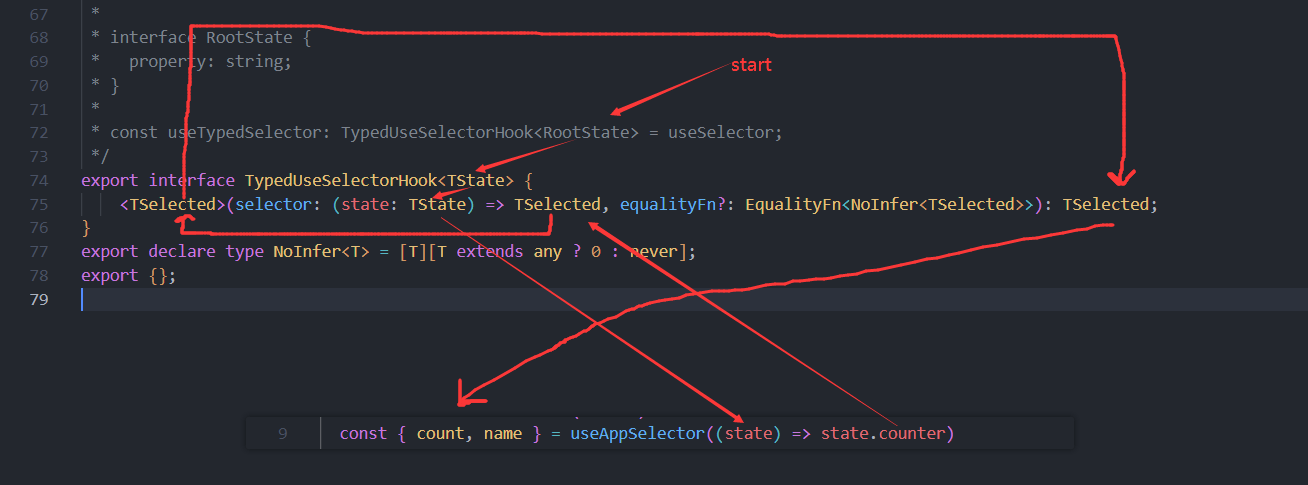 67 *
68 * interface RootState {
69 *   property: string;
70 * }
start
71 *
72 * const useTypedSelector: TypedUseSelectorHook<RootState> = useSelector;
73 */
74 export interface TypedUseSelectorHook<TState> {
75     <TSelected>(selector: (state: TState) => TSelected, equalityFn?: EqualityFn<NoInfer<TSelected>>): TSelected;
76 }
77 export declare type NoInfer<T> = [T][T extends any ? 0 : never];
78 export {};
79
9 const { count, name } = useAppSelector((state) => state.counter)